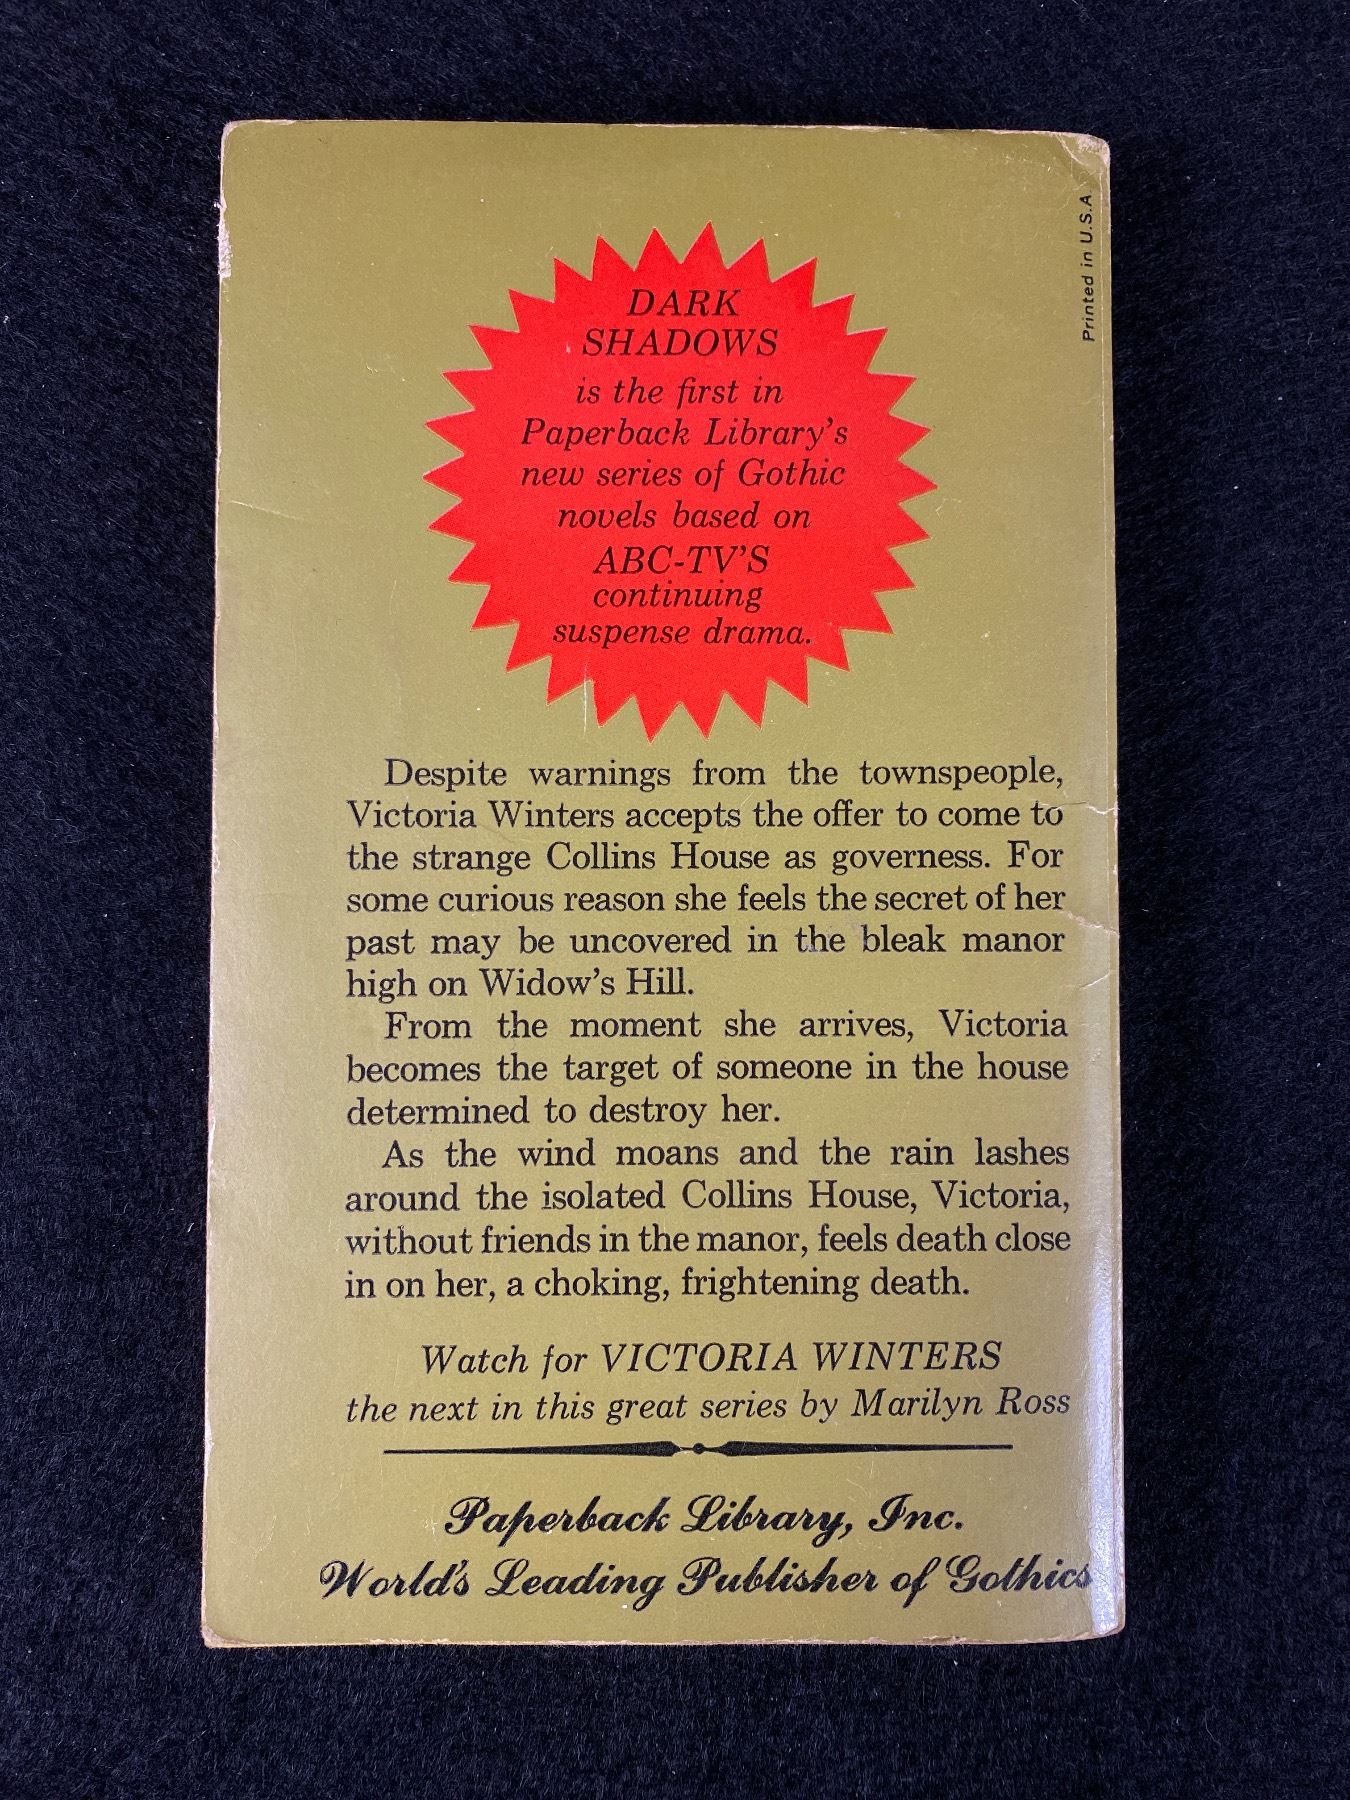 Printed in U.S.A
DARK
SHADOWS
is the first in
Paperback Library's
new series of Gothic
novels based on
ABC-TV'S
continuing
suspense drama.
Despite warnings from the townspeople,
Victoria Winters accepts the offer to come to
the strange Collins House as governess. For
some curious reason she feels the secret of her
past may be uncovered in the bleak manor
high on Widow's Hill.
From the moment she arrives, Victoria
becomes the target of someone in the house
determined to destroy her.
As the wind moans and the rain lashes
around the isolated Collins House, Victoria,
without friends in the manor, feels death close
in on her, a choking, frightening death.
Watch for VICTORIA WINTERS
the next in this great series by Marilyn Ross
Paperback Library, Inc.
World's Leading Publisher of Gothics